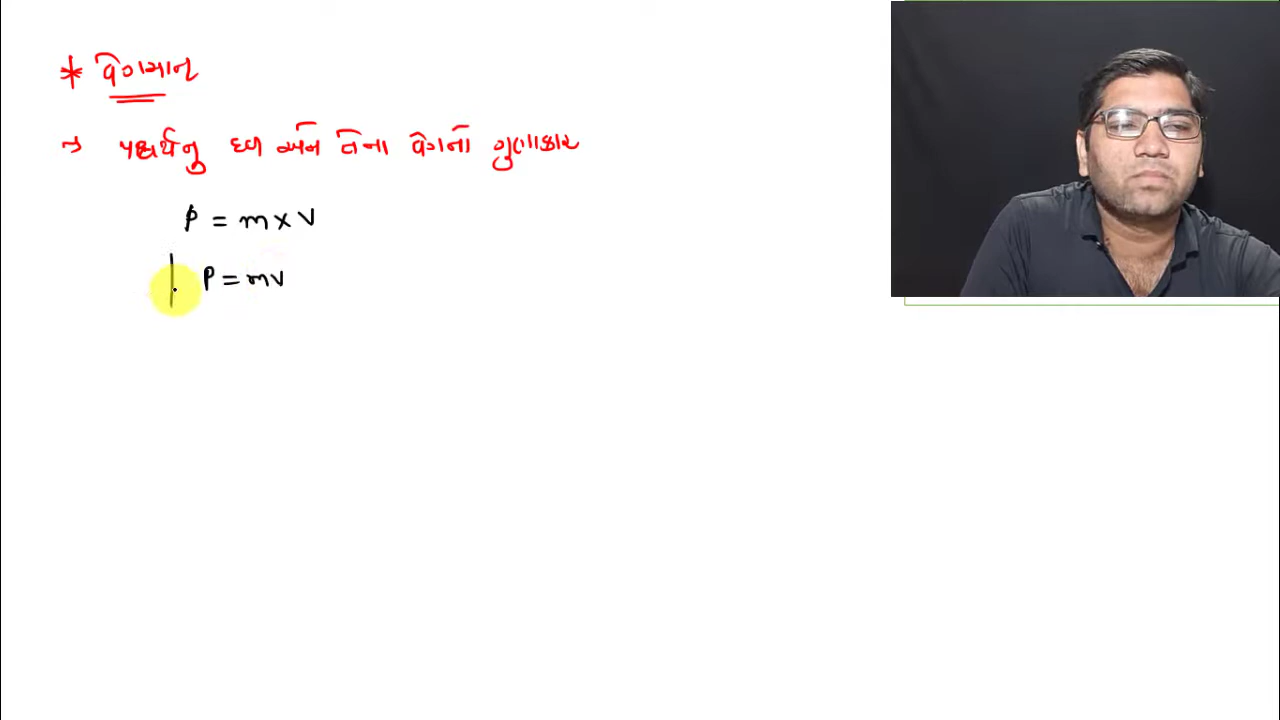 * વેગમાન
→ પદાર્થનુ દળ અને તેના વેગનો ગુણાકાર
P = m x v
P = mv